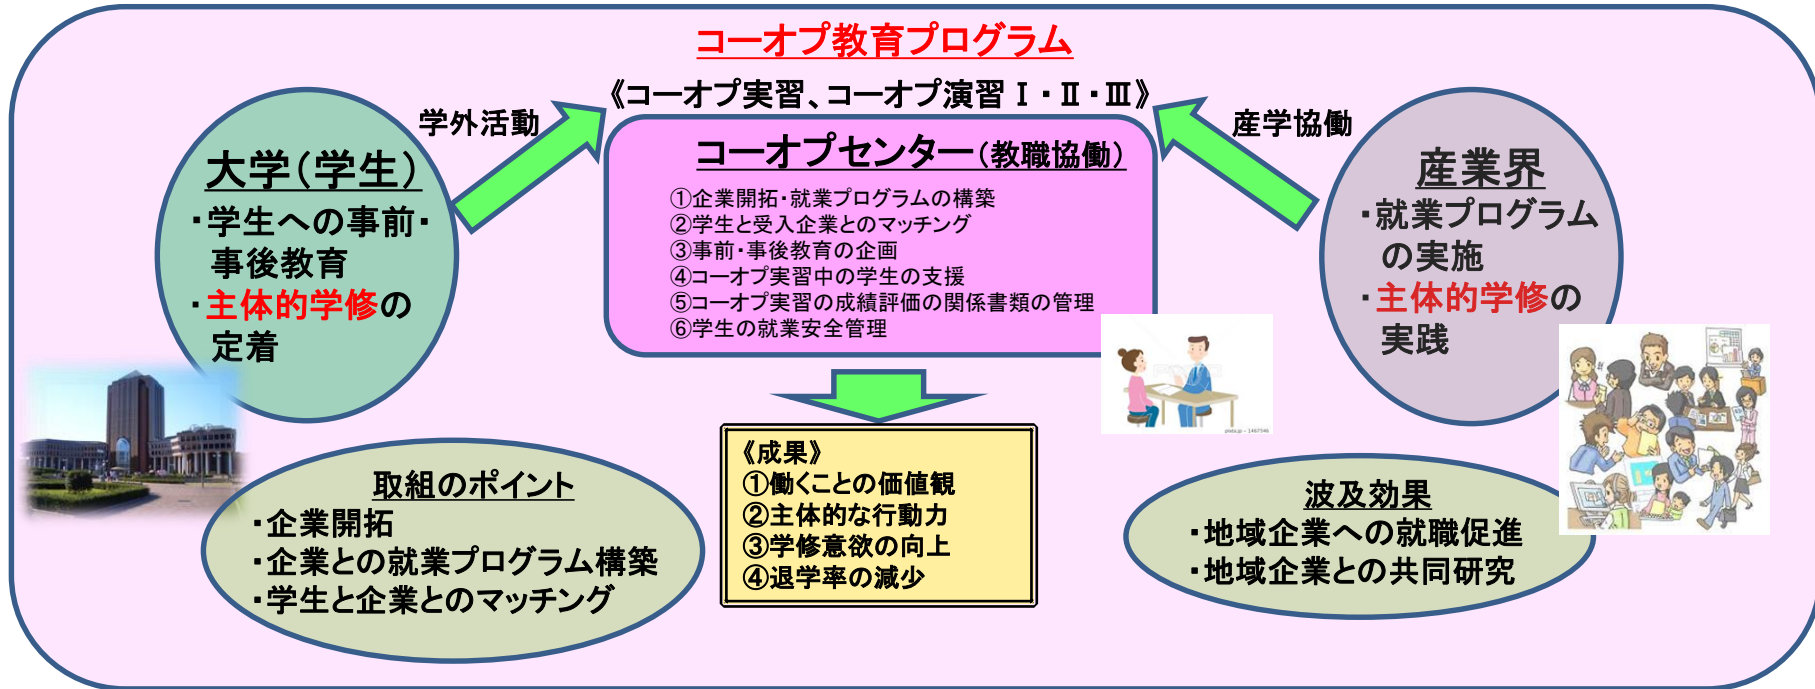 コーオプ教育プログラム
《コーオプ実習、コーオプ演習Ⅰ・Ⅱ・Ⅲ》
学外活動
産学協働
大学（学生）
・学生への事前・
事後教育
・主体的学修の
定着
コーオプセンター（教職協働）
①企業開拓・就業プログラムの構築
②学生と受入企業とのマッチング
③事前・事後教育の企画
④コーオプ実習中の学生の支援
⑤コーオプ実習の成績評価の関係書類の管理
⑥学生の就業安全管理
産業界
・就業プログラム
の実施
・主体的学修の
実践
取組のポイント
・企業開拓
・企業との就業プログラム構築
・学生と企業とのマッチング
《成果》
①働くことの価値観
②主体的な行動力
③学修意欲の向上
④退学率の減少
波及効果
・地域企業への就職促進
・地域企業との共同研究